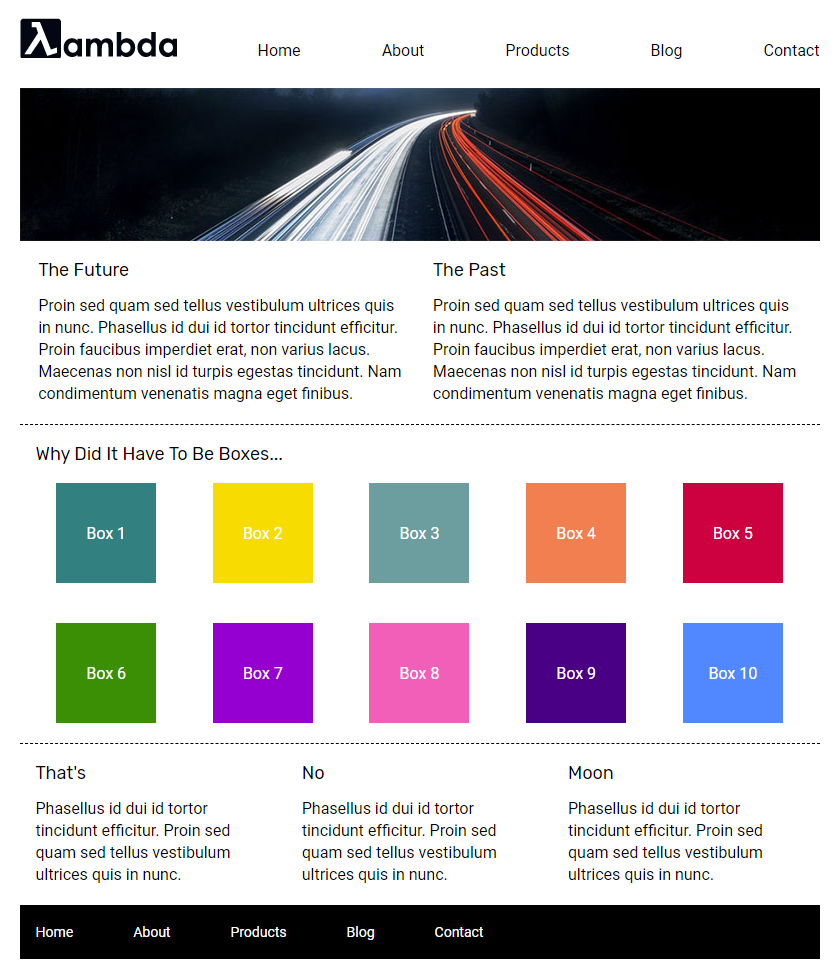 λambda
Home About Products Blog Contact
The Future
Proin sed quam sed tellus vestibulum ultrices quis
in nunc. Phasellus id dui id tortor tincidunt efficitur.
Proin faucibus imperdiet erat, non varius lacus.
Maecenas non nisl id turpis egestas tincidunt. Nam
condimentum venenatis magna eget finibus.
The Past
Proin sed quam sed tellus vestibulum ultrices quis
in nunc. Phasellus id dui id tortor tincidunt efficitur.
Proin faucibus imperdiet erat, non varius lacus.
Maecenas non nisl id turpis egestas tincidunt. Nam
condimentum venenatis magna eget finibus.
Why Did It Have To Be Boxes...
Box 1 Box 2 Box 3 Box 4 Box 5
Box 6 Box 7 Box 8 Box 9 Box 10
That's
Phasellus id dui id tortor
tincidunt efficitur. Proin sed
quam sed tellus vestibulum
ultrices quis in nunc.
No
Phasellus id dui id tortor
tincidunt efficitur. Proin sed
quam sed tellus vestibulum
ultrices quis in nunc.
Moon
Phasellus id dui id tortor
tincidunt efficitur. Proin sed
quam sed tellus vestibulum
ultrices quis in nunc.
Home About Products Blog Contact